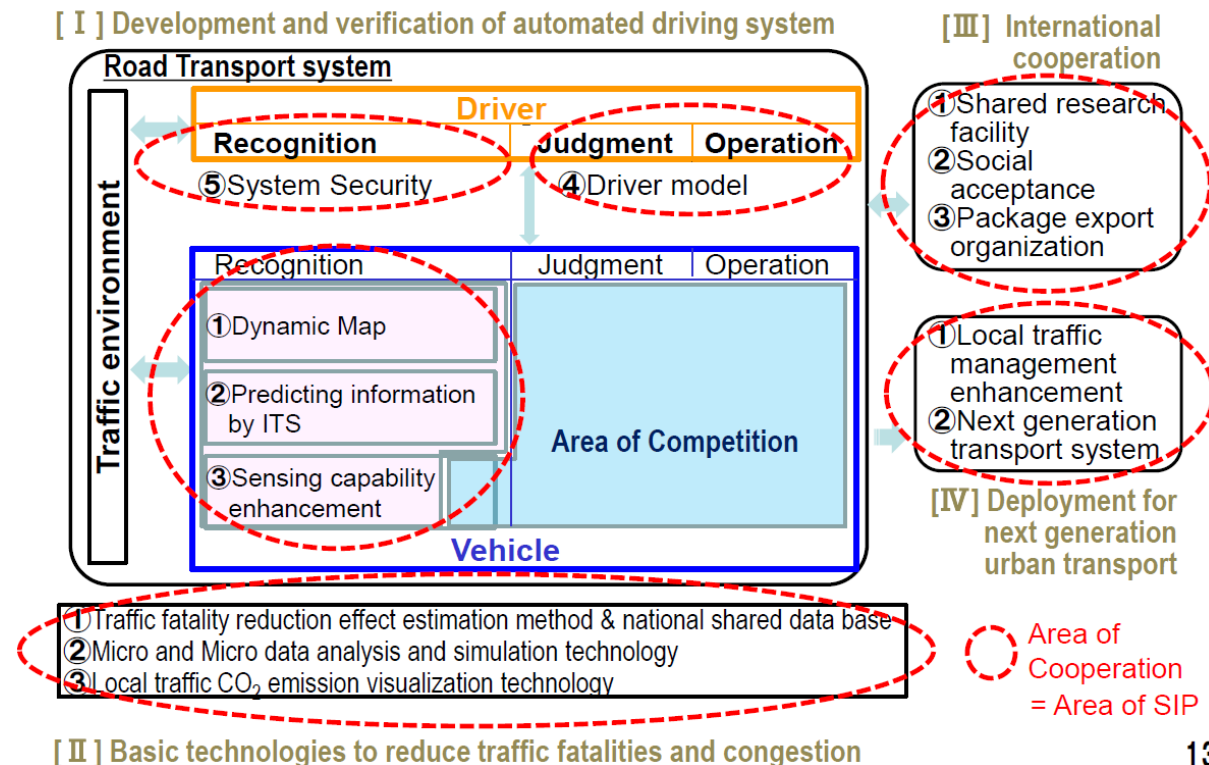 [Ⅰ] Development and verification of automated driving system
Road Transport system
Traffic environment
Driver
Recognition
Judgment
Operation
⑤System Security
④Driver model
Recognition
Judgment
Operation
①Dynamic Map
②Predicting information
by ITS
③Sensing capability
enhancement
Area of Competition
Vehicle
[Ⅲ] International
cooperation
①Shared research
facility
②Social
acceptance
③Package export
organization
①Local traffic
management
enhancement
②Next generation
transport system
[Ⅳ] Deployment for
next generation
urban transport
①Traffic fatality reduction effect estimation method & national shared data base
②Micro and Micro data analysis and simulation technology
③Local traffic CO₂ emission visualization technology
Area of
Cooperation
= Area of SIP
[Ⅱ] Basic technologies to reduce traffic fatalities and congestion